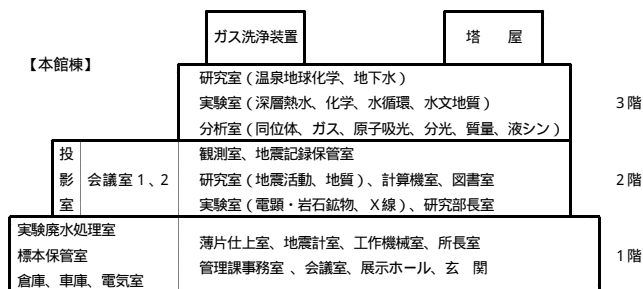 ガス洗浄装置
塔 屋
【本館棟】
研究室（温泉地球化学、地下水）
実験室（深層熱水、化学、水循環、水文地質）
分析室（同位体、ガス、原子吸光、分光、質量、液シン）
3階
投影室
会議室1、2
観測室、地震記録保管室
研究室（地震活動、地質）、計算機室、図書室
実験室（電顕・岩石鉱物、X線）、研究部長室
2階
実験廃水処理室
標本保管室
倉庫、車庫、電気室
薄片仕上室、地震計室、工作機械室、所長室
管理課事務室 、会議室、展示ホール、玄 関
1階